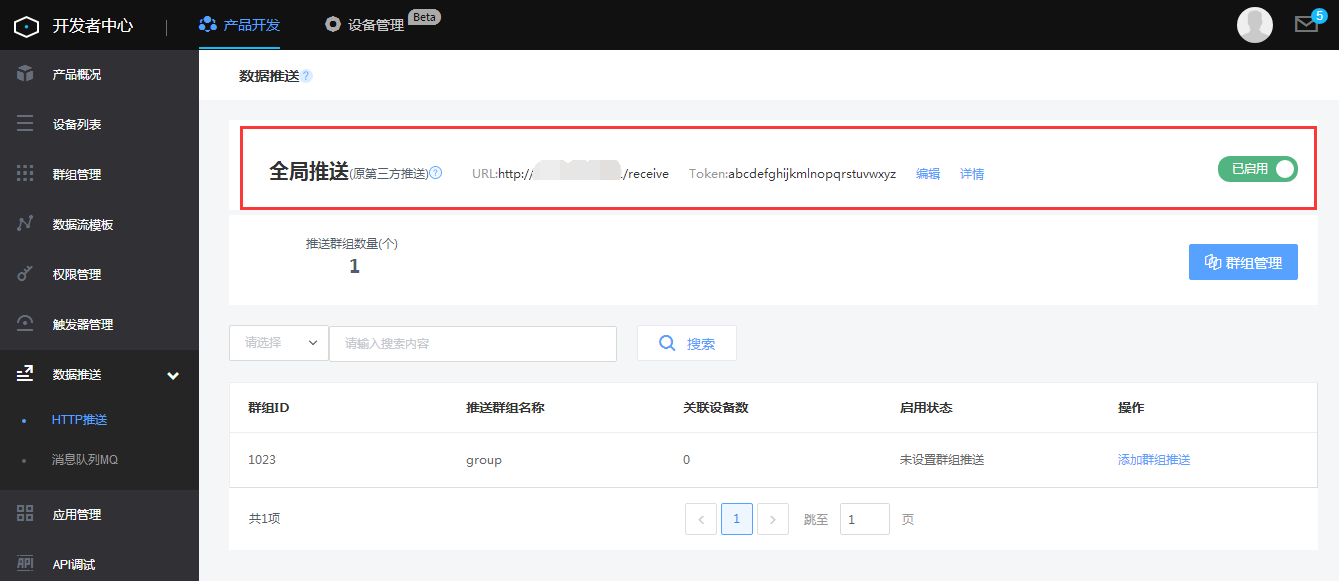 开发者中心
产品开发
设备管理
Beta
5
产品概况
设备列表
群组管理
数据流模板
权限管理
触发器管理
数据推送
HTTP推送
消息队列MQ
应用管理
API API调试
数据推送 ?
全局推送(原第三方推送) ? URL:http:// ./receive Token:abcdefghijkmlnopqrstuvwxyz 编辑 详情 已启用
推送群组数量(个)
1
群组管理
请选择 请输入搜索内容 搜索
群组ID 推送群组名称 关联设备数 启用状态 操作
1023 group 0 未设置群组推送 添加群组推送
共1项 < 1 > 跳至 1 页